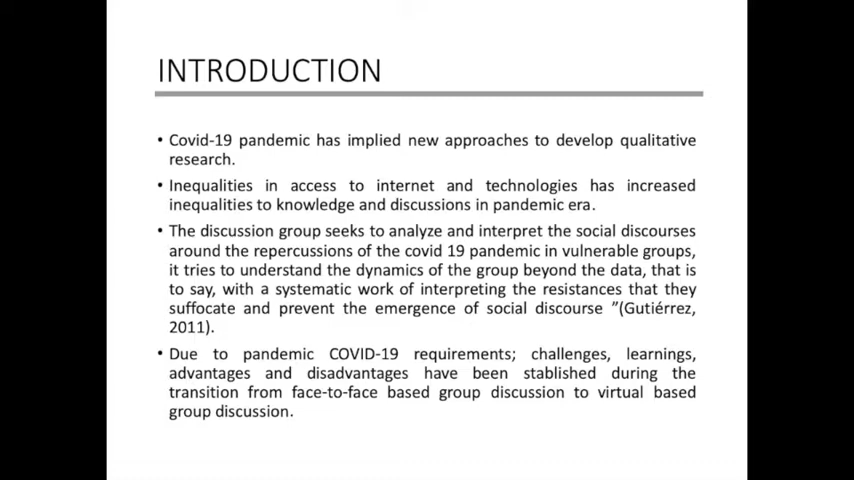 INTRODUCTION
• Covid-19 pandemic has implied new approaches to develop qualitative
research.
• Inequalities in access to internet and technologies has increased
inequalities to knowledge and discussions in pandemic era.
• The discussion group seeks to analyze and interpret the social discourses
around the repercussions of the covid 19 pandemic in vulnerable groups,
it tries to understand the dynamics of the group beyond the data, that is
to say, with a systematic work of interpreting the resistances that they
suffocate and prevent the emergence of social discourse ”(Gutiérrez,
2011).
• Due to pandemic COVID-19 requirements; challenges, learnings,
advantages and disadvantages have been stablished during the
transition from face-to-face based group discussion to virtual based
group discussion.